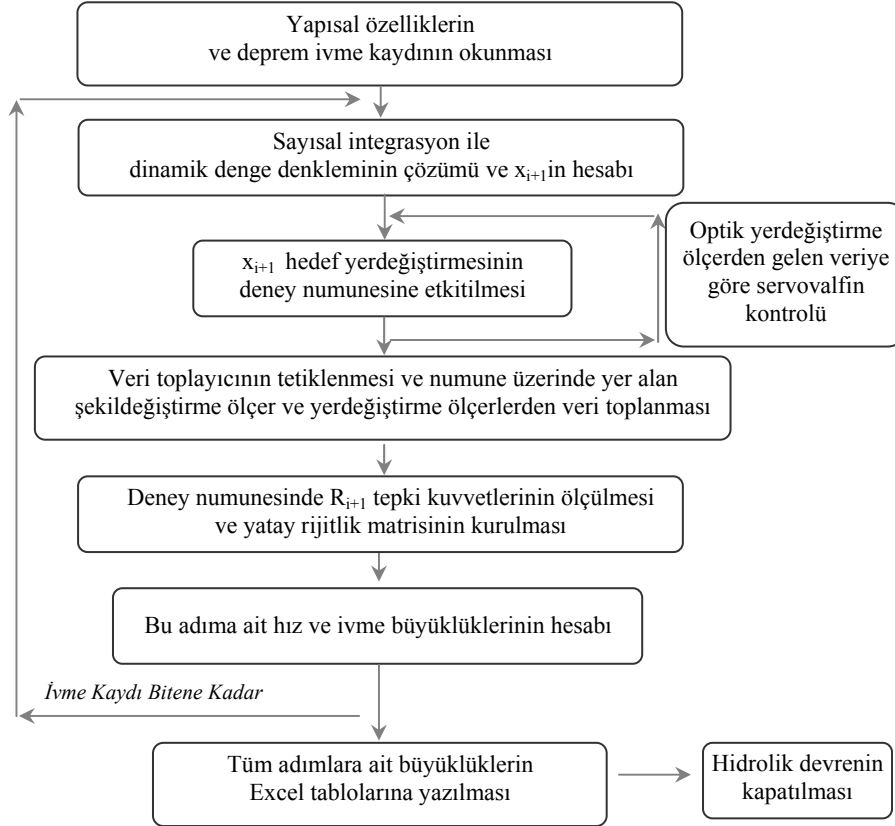 Yapısal özelliklerin
ve deprem ivme kaydının okunması
Sayısal integrasyon ile
dinamik denge denkleminin çözümü ve xi+1in hesabı
xi+1 hedef yerdeğiştirmesinin
deney numunesine etkitilmesi
Optik yerdeğiştirme
ölçerden gelen veriye
göre servovalfin
kontrolü
Veri toplayıcının tetiklenmesi ve numune üzerinde yer alan
şekildeğiştirme ölçer ve yerdeğiştirme ölçerlerden veri toplanması
Deney numunesinde Ri+1 tepki kuvvetlerinin ölçülmesi
ve yatay rijitlik matrisinin kurulması
Bu adıma ait hız ve ivme büyüklüklerinin hesabı
İvme Kaydı Bitene Kadar
Tüm adımlara ait büyüklüklerin
Excel tablolarına yazılması
Hidrolik devrenin
kapatılması